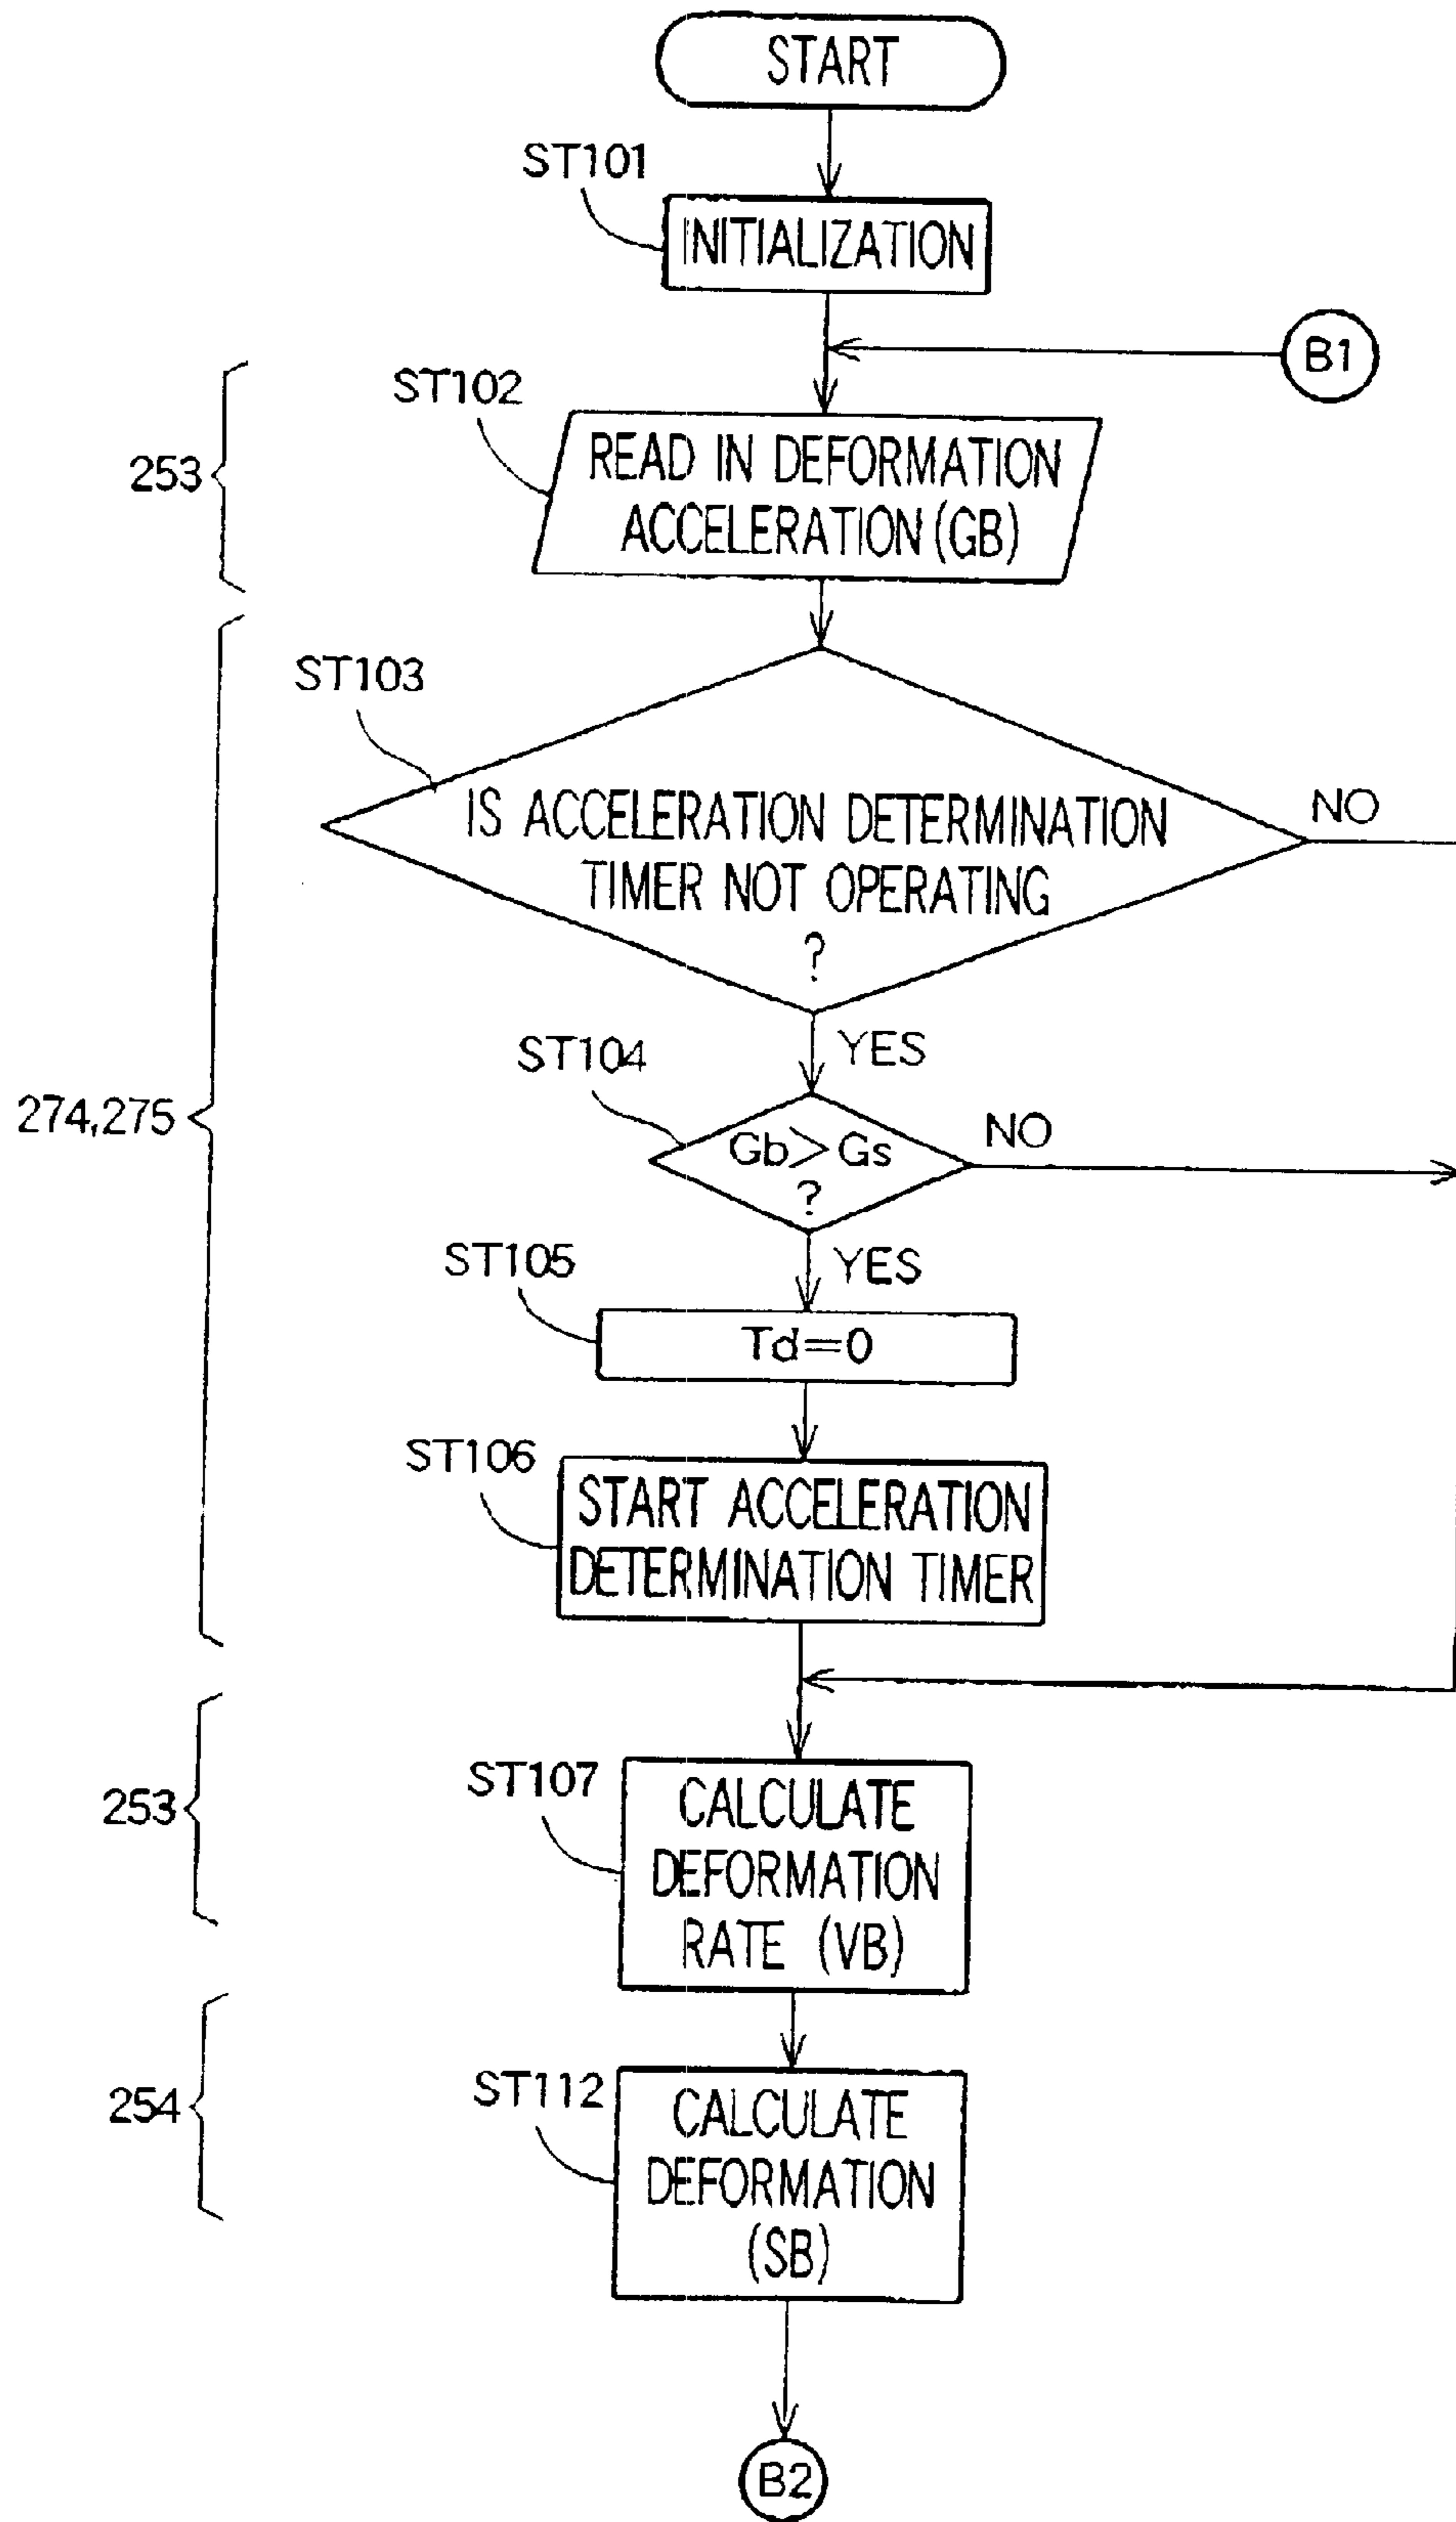 START
ST101
INITIALIZATION
B1
ST102
253
READ IN DEFORMATION
ACCELERATION (GB)
ST103
IS ACCELERATION DETERMINATION
TIMER NOT OPERATING
?
NO
YES
ST104
274,275
Gb>Gs
?
NO
YES
ST105
Td=0
ST106
START ACCELERATION
DETERMINATION TIMER
ST107
253
CALCULATE
DEFORMATION
RATE (VB)
ST112
254
CALCULATE
DEFORMATION
(SB)
B2